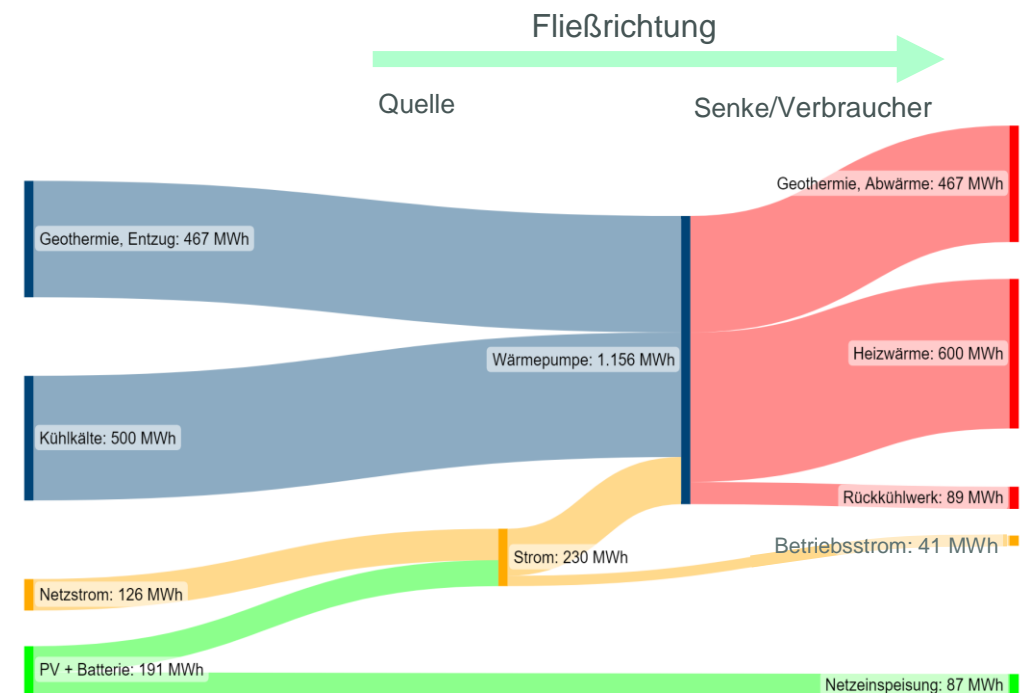 Fließrichtung
Quelle
Senke/Verbraucher
Geothermie, Abwärme: 467 MWh
Geothermie, Entzug: 467 MWh
Wärmepumpe: 1.156 MWh
Heizwärme: 600 MWh
Kühlkälte: 500 MWh
Rückkühlwerk: 89 MWh
Strom: 230 MWh
Betriebsstrom: 41 MWh
Netzstrom: 126 MWh
PV + Batterie: 191 MWh
Netzeinspeisung: 87 MWh